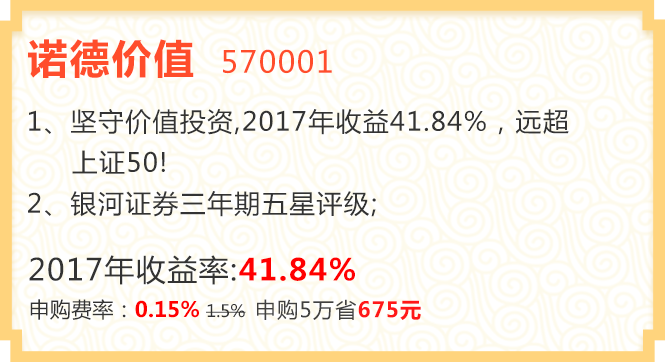 诺德价值 570001
1、坚守价值投资,2017年收益41.84%，远超
上证50!
2、银河证券三年期五星评级;
2017年收益率:41.84%
申购费率：0.15% 1.5% 申购5万省675元